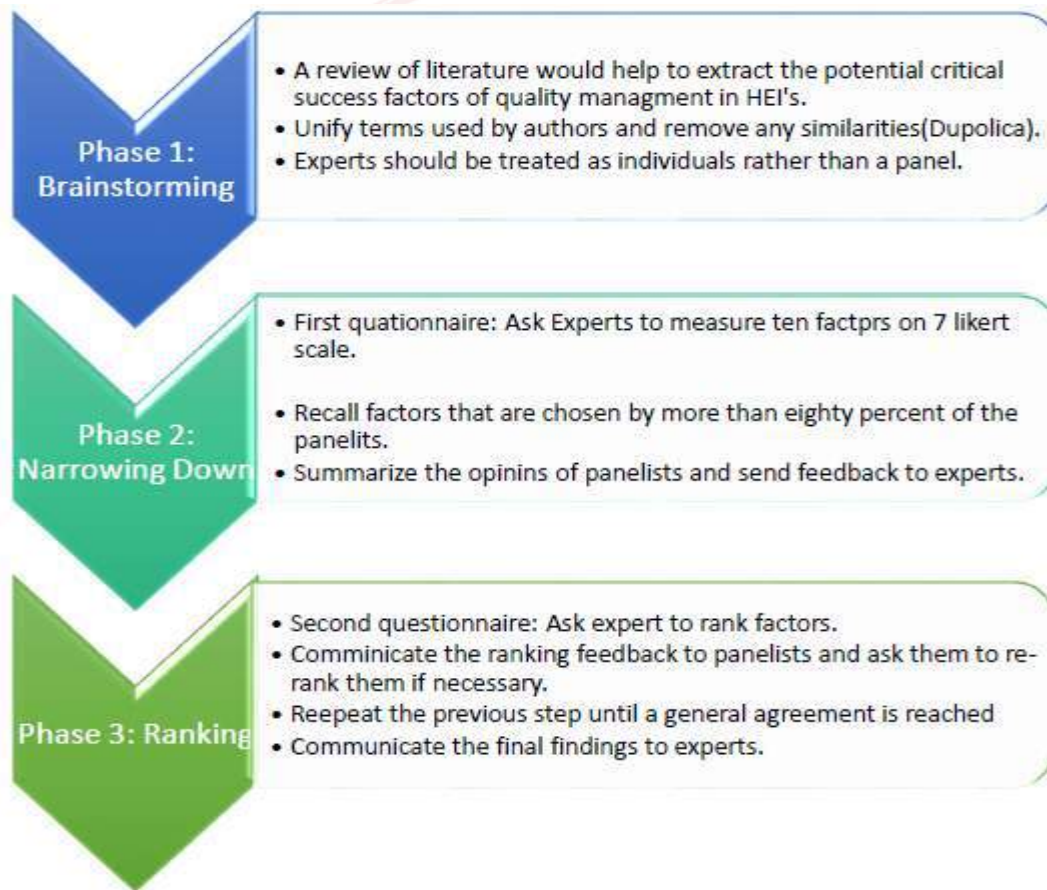 Phase 1:
Brainstorming
• A review of literature would help to extract the potential critical
success factors of quality managment in HEI's.
• Unify terms used by authors and remove any similarities(Dupolica).
• Experts should be treated as individuals rather than a panel.
Phase 2:
Narrowing Down
• First quationnaire: Ask Experts to measure ten factprs on 7 likert
scale.
• Recall factors that are chosen by more than eighty percent of the
panelits.
• Summarize the opinins of panelists and send feedback to experts.
Phase 3: Ranking
• Second questionnaire: Ask expert to rank factors.
• Comminicate the ranking feedback to panelists and ask them to re-
rank them if necessary.
• Reepeat the previous step until a general agreement is reached
• Communicate the final findings to experts.